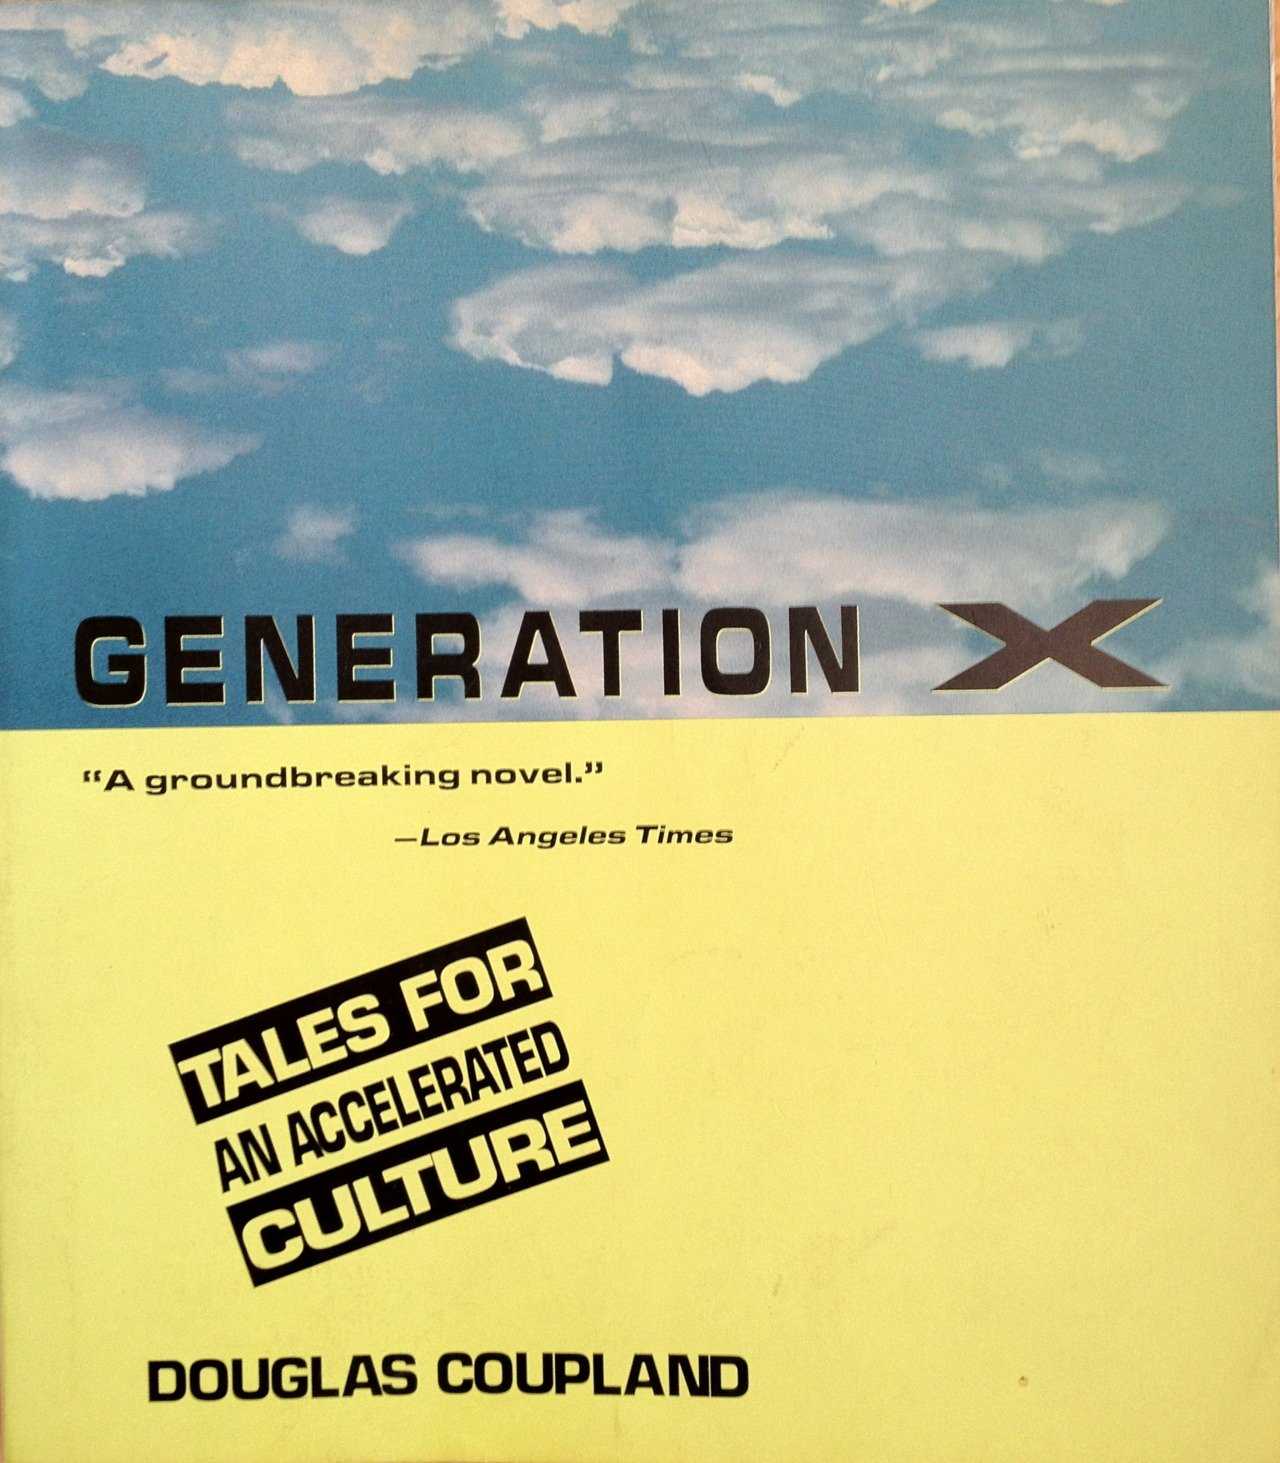 GENERATION X
“A groundbreaking novel.”
—Los Angeles Times
TALES FOR
AN ACCELERATED
CULTURE
DOUGLAS COUPLAND